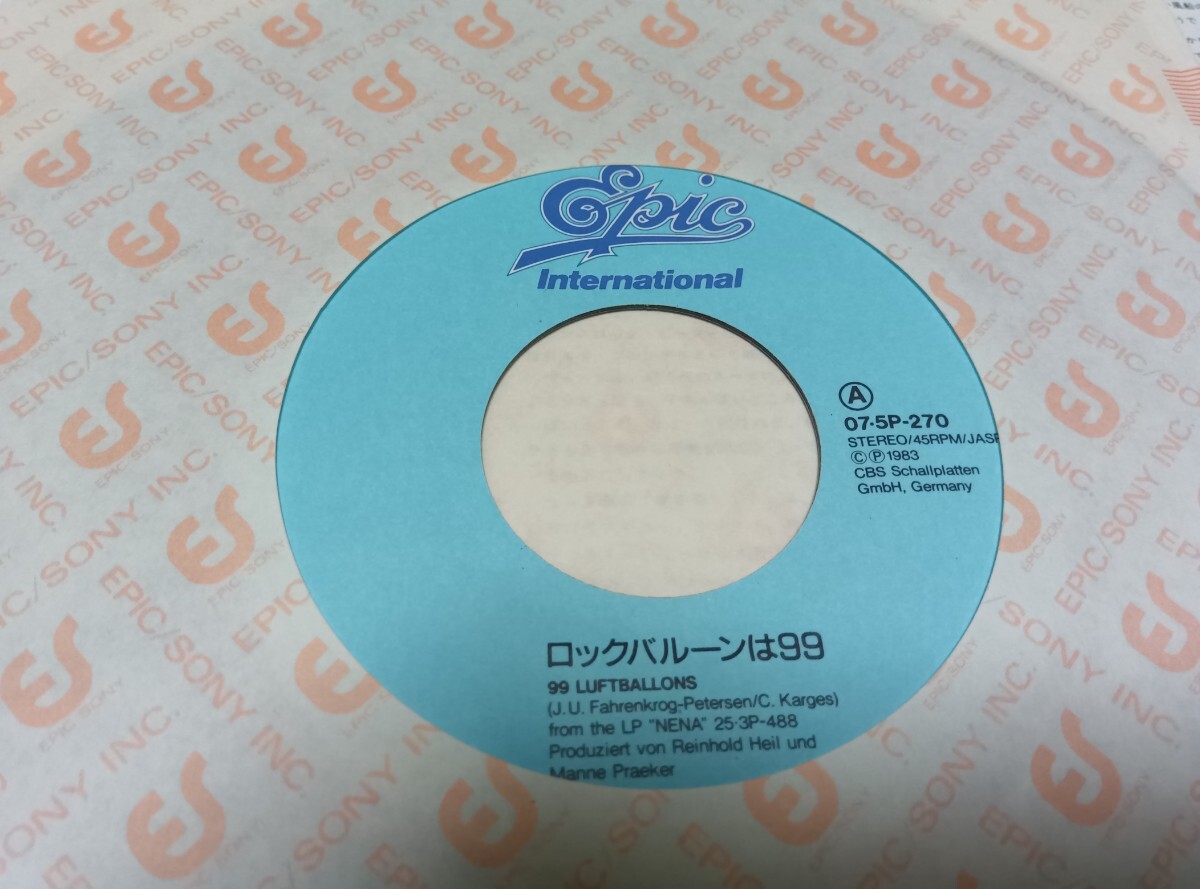 EPIC/SONY INC.
Epic
International
Ⓐ
07·5P-270
STEREO/45RPM/JASR
ⒸⓅ1983
CBS Schallplatten
GmbH, Germany
ロックバルーンは99
99 LUFTBALLONS
(J. U. Fahrenkrog-Petersen/C. Karges)
from the LP "NENA" 25·3P-488
Produziert von Reinhold Heil und
Manne Praeker